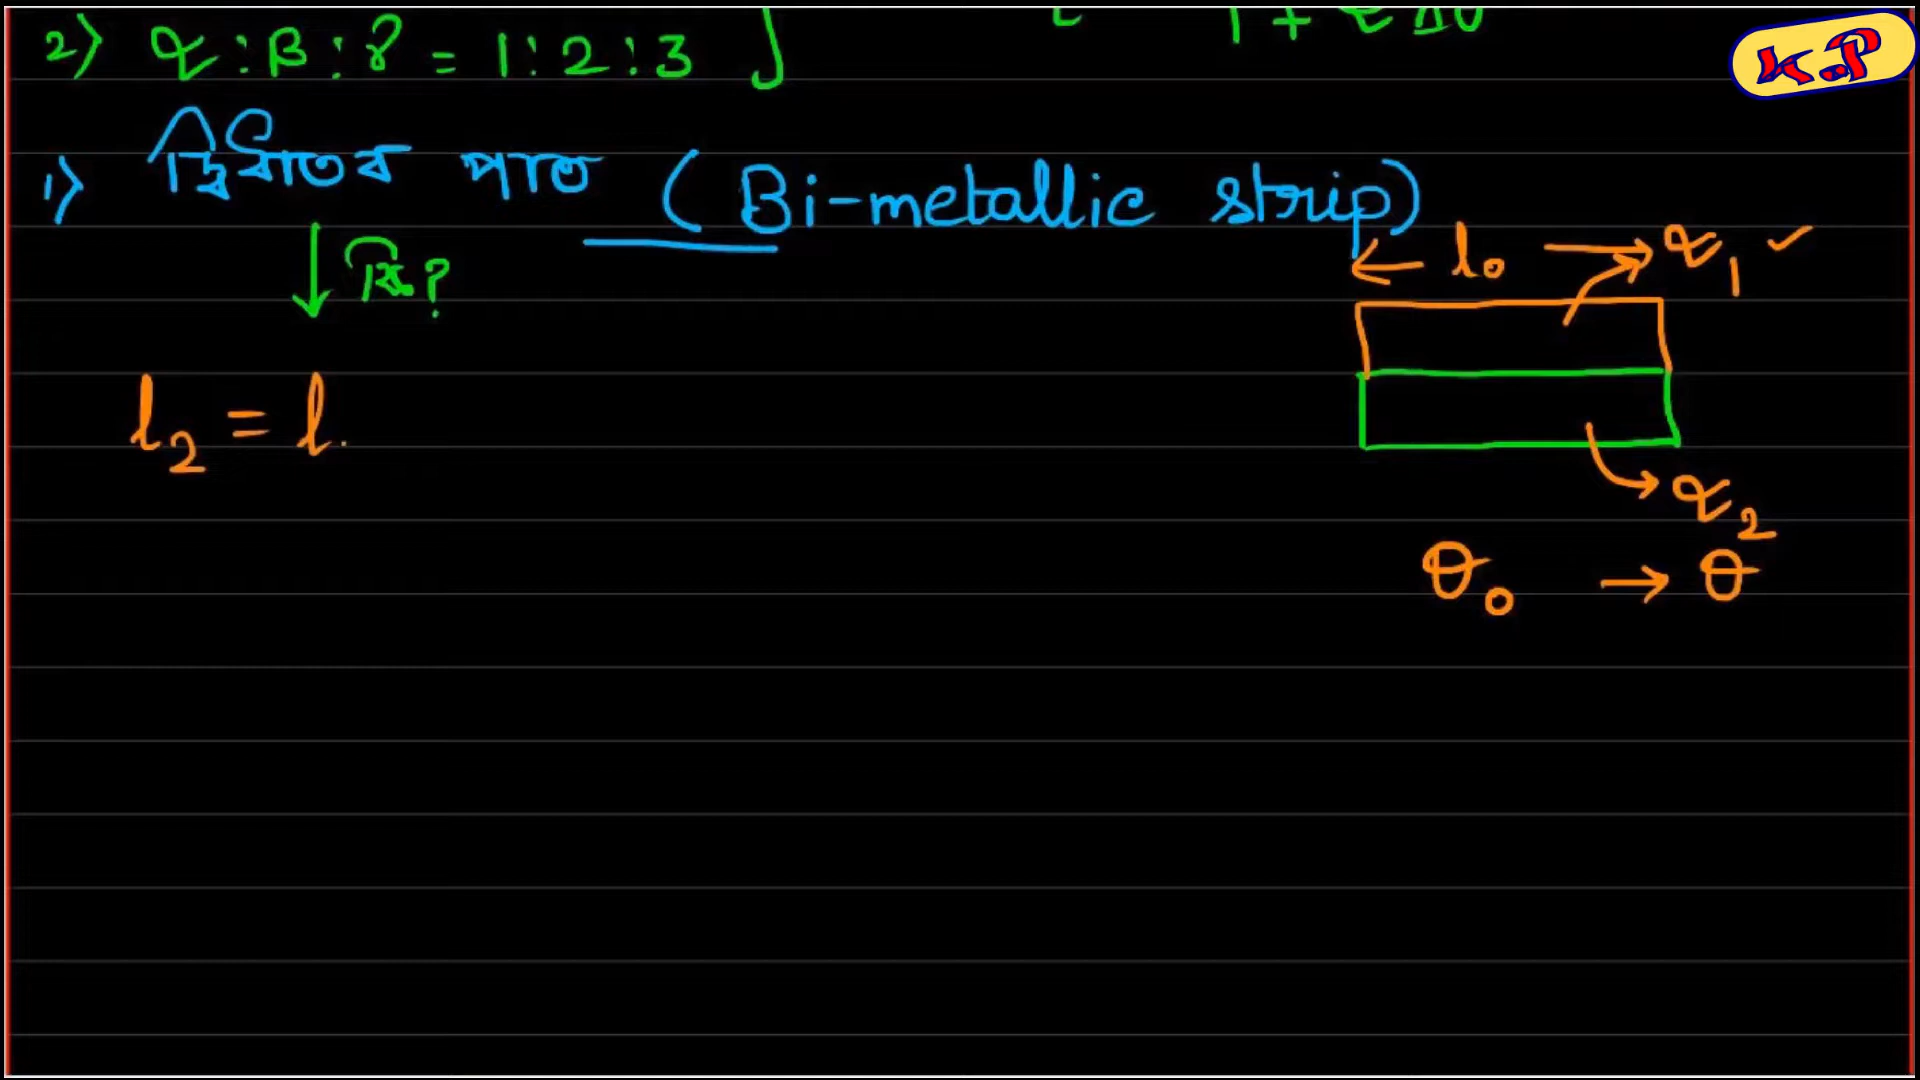 2) α : β : γ = 1 : 2 : 3
K.P
1) দ্বিধাতব পাত (Bi-metallic strip)
কি?
← l₀ → α₁ ✓
l₂ = l
α₂
θ₀ → θ